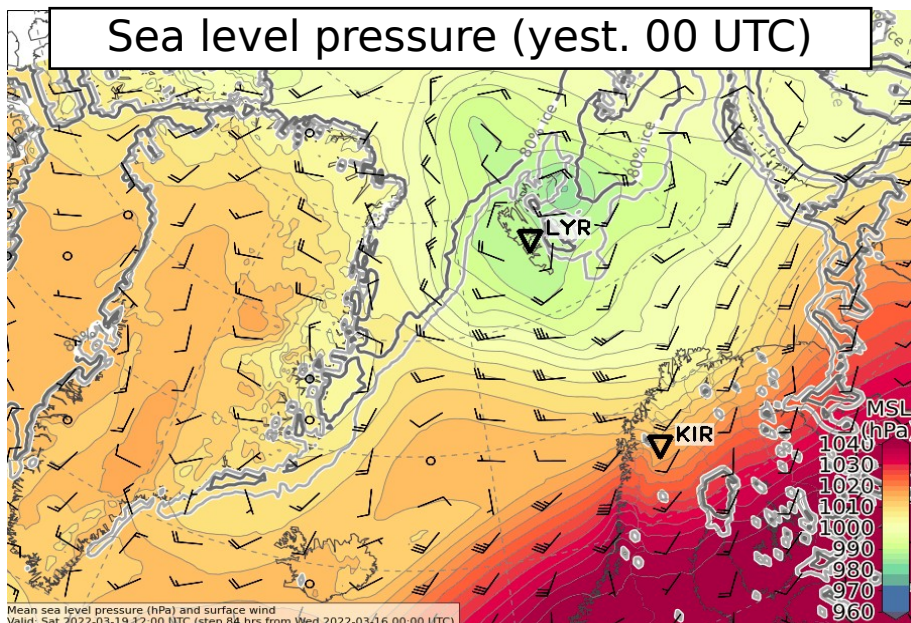 Sea level pressure (yest. 00 UTC)
80% ice
80% ice
LYR
KIR
MSL
(hPa)
1040
1030
1020
1010
1000
990
980
970
960
Mean sea level pressure (hPa) and surface wind
Valid: Sat 2022-03-19 12:00 UTC (step 84 hrs from Wed 2022-03-16 00:00 UTC)